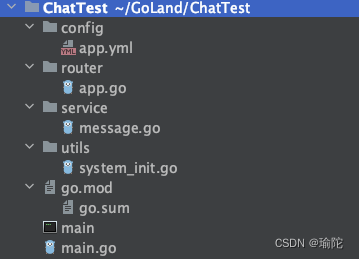 ChatTest ~/GoLand/ChatTest
config
YML app.yml
router
app.go
service
message.go
utils
system_init.go
go.mod
go.sum
main
main.go
CSDN @瑜陀